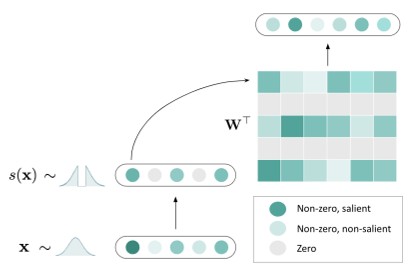 W⊤
s(x) ∼
x ∼
Non-zero, salient
Non-zero, non-salient
Zero